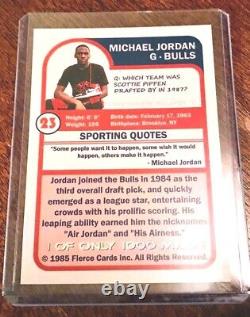 MICHAEL JORDAN
G - BULLS
Q: WHICH TEAM WAS
SCOTTIE PIPPEN
DRAFTED BY IN 1987?
23
Height: 6' 6" Birth date: February 17, 1963
Weight: 198 Birthplace: Brooklyn, NY
SPORTING QUOTES
"Some people want it to happen, some wish it would
happen, others make it happen."
- Michael Jordan
Jordan joined the Bulls in 1984 as the
third overall draft pick, and quickly
emerged as a league star, entertaining
crowds with his prolific scoring. His
leaping ability earned him the nicknames
"Air Jordan" and "His Airness."
1 OF ONLY 1000 MADE
© 1985 Fierce Cards Inc. All Rights Reserved.